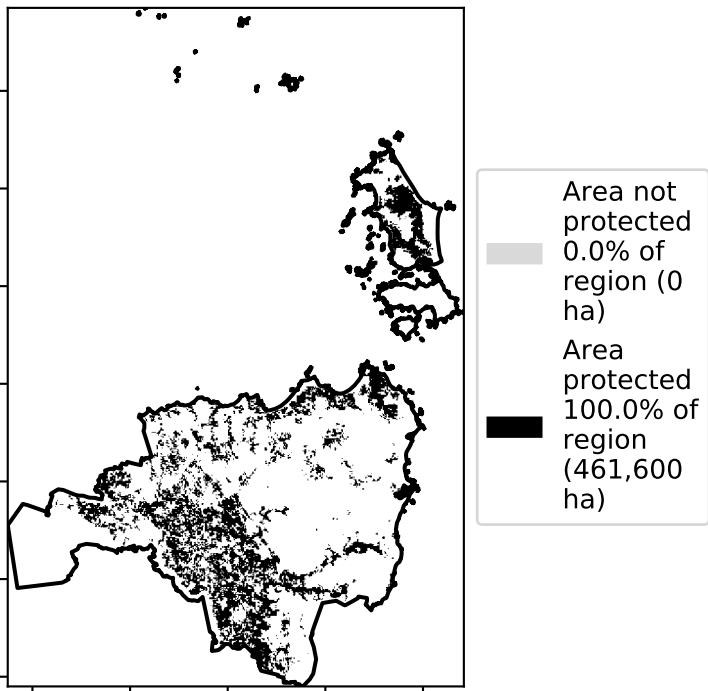 Area not
protected
0.0% of
region (0
ha)
Area
protected
100.0% of
region
(461,600
ha)